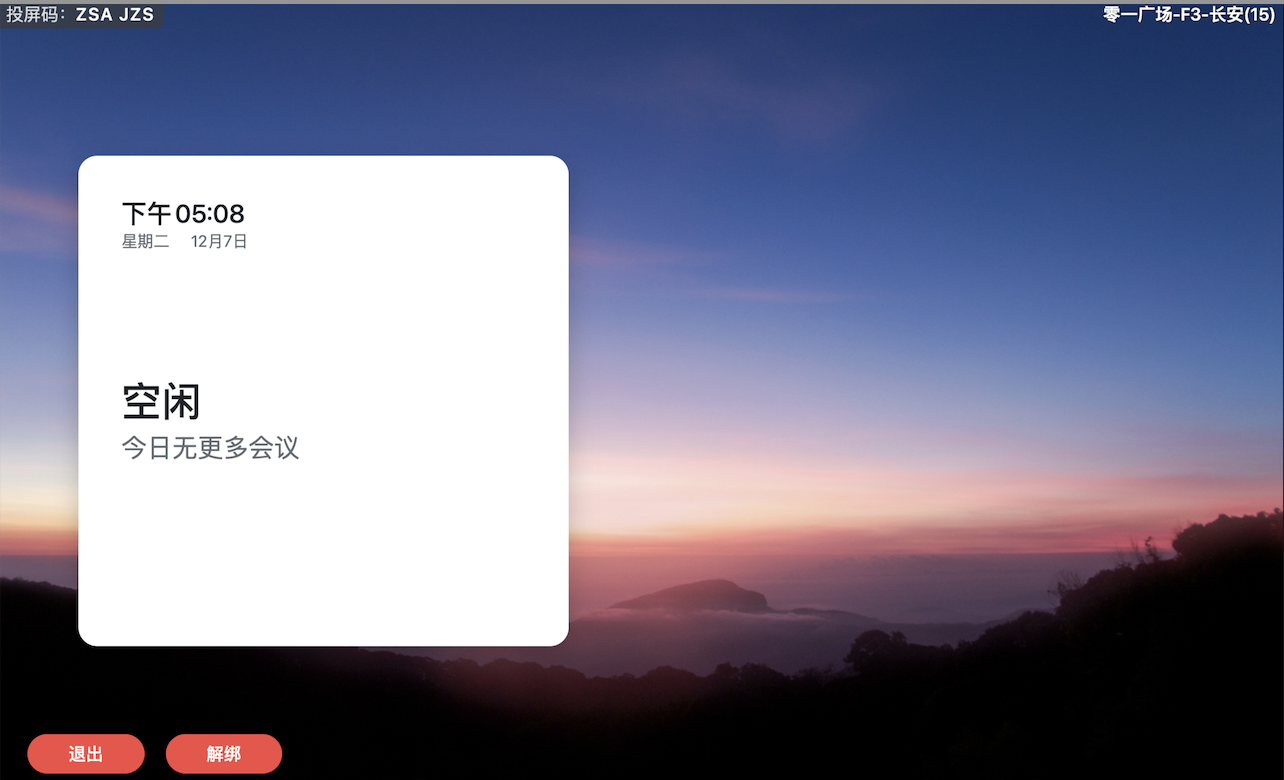 投屏码：ZSA JZS
零一广场-F3-长安(15)
下午05:08
星期二 12月7日
空闲
今日无更多会议
退出
解绑